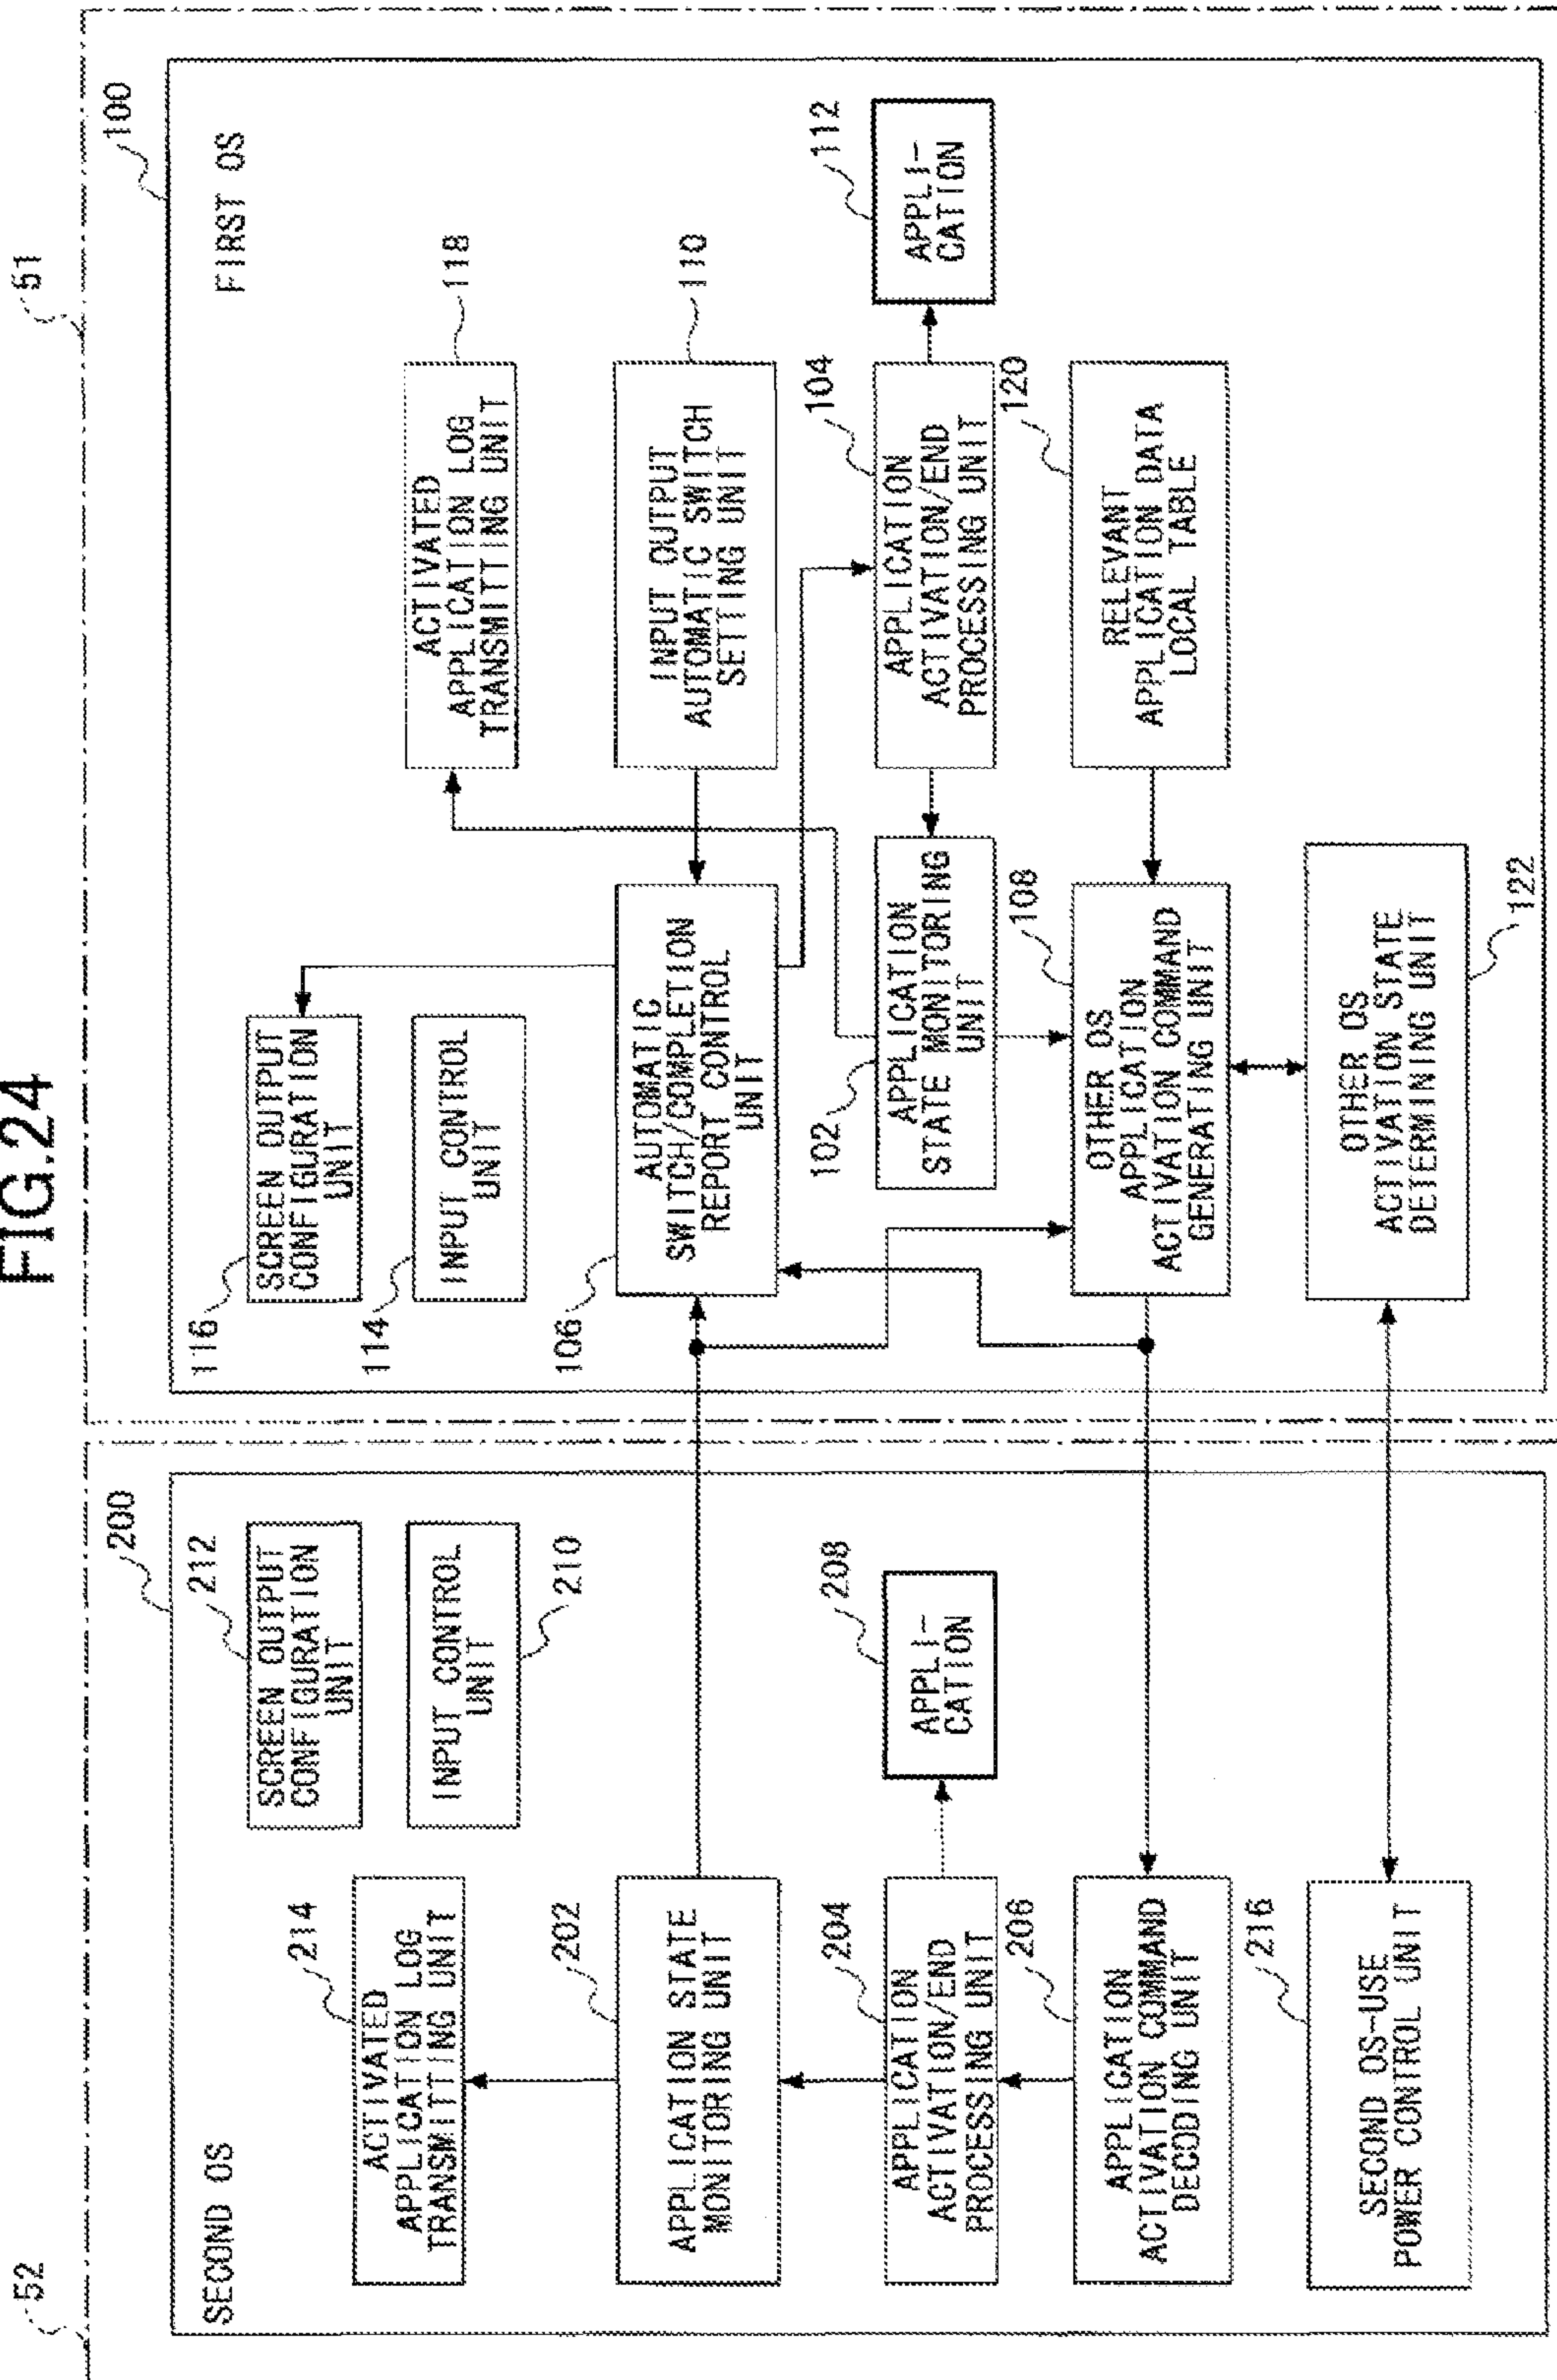 FIG.24
52
51
200
SECOND OS
214
ACTIVATED
APPLICATION LOG
TRANSMITTING UNIT
212
SCREEN OUTPUT
CONFIGURATION
UNIT
INPUT CONTROL
UNIT
210
202
APPLICATION STATE
MONITORING UNIT
204
APPLICATION
ACTIVATION/END
PROCESSING UNIT
208
APPLI-
CATION
206
APPLICATION
ACTIVATION COMMAND
DECODING UNIT
216
SECOND OS-USE
POWER CONTROL UNIT
100
FIRST OS
116
SCREEN OUTPUT
CONFIGURATION
UNIT
114
INPUT CONTROL
UNIT
ACTIVATED
APPLICATION LOG
TRANSMITTING UNIT
118
106
AUTOMATIC
SWITCH/COMPLETION
REPORT CONTROL
UNIT
INPUT OUTPUT
AUTOMATIC SWITCH
SETTING UNIT
110
102
APPLICATION
STATE MONITORING
UNIT
104
APPLICATION
ACTIVATION/END
PROCESSING UNIT
112
APPLI-
CATION
108
OTHER OS
APPLICATION
ACTIVATION COMMAND
GENERATING UNIT
120
RELEVANT
APPLICATION DATA
LOCAL TABLE
OTHER OS
ACTIVATION STATE
DETERMINING UNIT
122